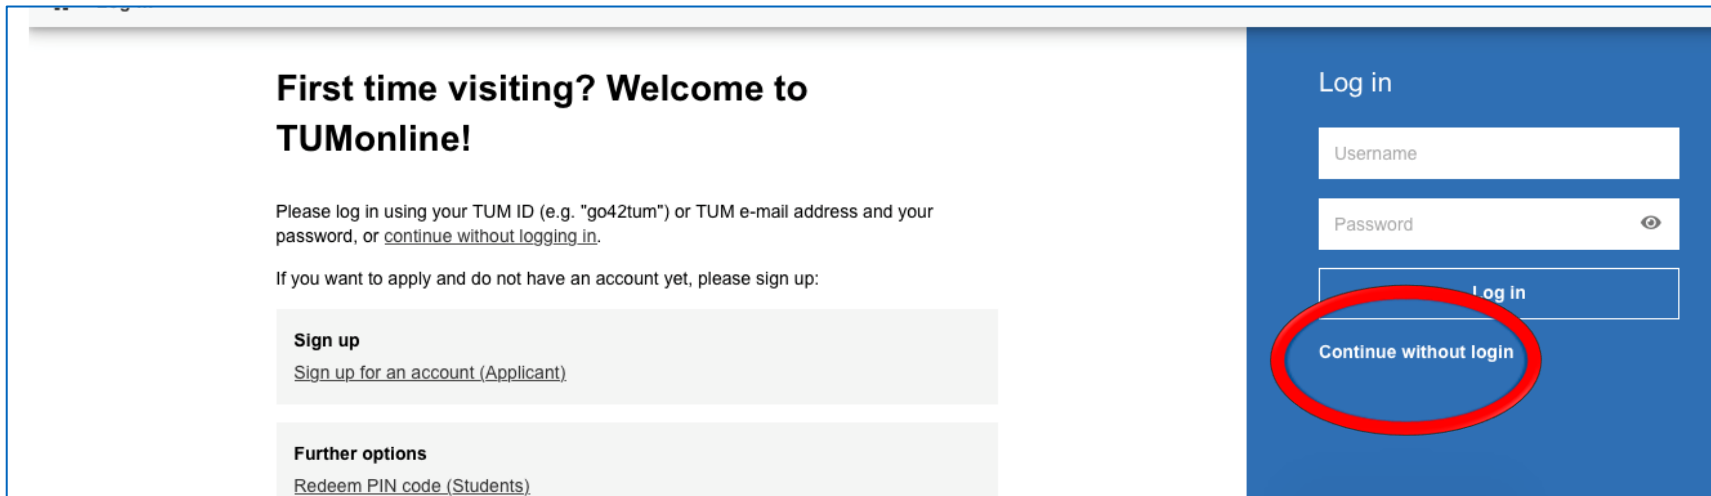 First time visiting? Welcome to
TUMonline!
Please log in using your TUM ID (e.g. "go42tum") or TUM e-mail address and your
password, or continue without logging in.
If you want to apply and do not have an account yet, please sign up:
Sign up
Sign up for an account (Applicant)
Further options
Redeem PIN code (Students)
Log in
Username
Password
Log in
Continue without login